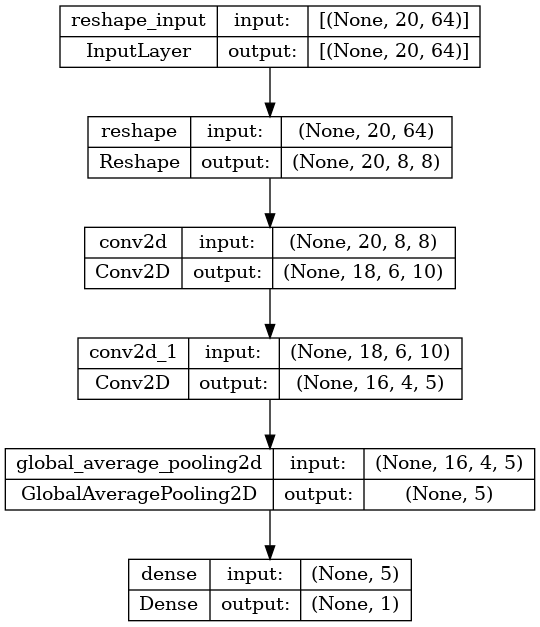 reshape_input input: [(None, 20, 64)]
InputLayer output: [(None, 20, 64)]
reshape input: (None, 20, 64)
Reshape output: (None, 20, 8, 8)
conv2d input: (None, 20, 8, 8)
Conv2D output: (None, 18, 6, 10)
conv2d_1 input: (None, 18, 6, 10)
Conv2D output: (None, 16, 4, 5)
global_average_pooling2d input: (None, 16, 4, 5)
GlobalAveragePooling2D output: (None, 5)
dense input: (None, 5)
Dense output: (None, 1)